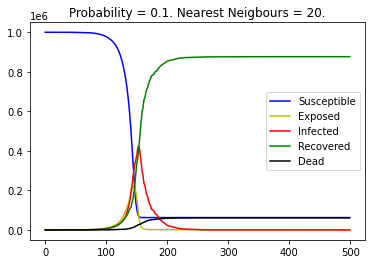 Probability = 0.1. Nearest Neigbours = 20.
1e6
1.0
0.8
0.6
0.4
0.2
0.0
Susceptible
Exposed
Infected
Recovered
Dead
0 100 200 300 400 500